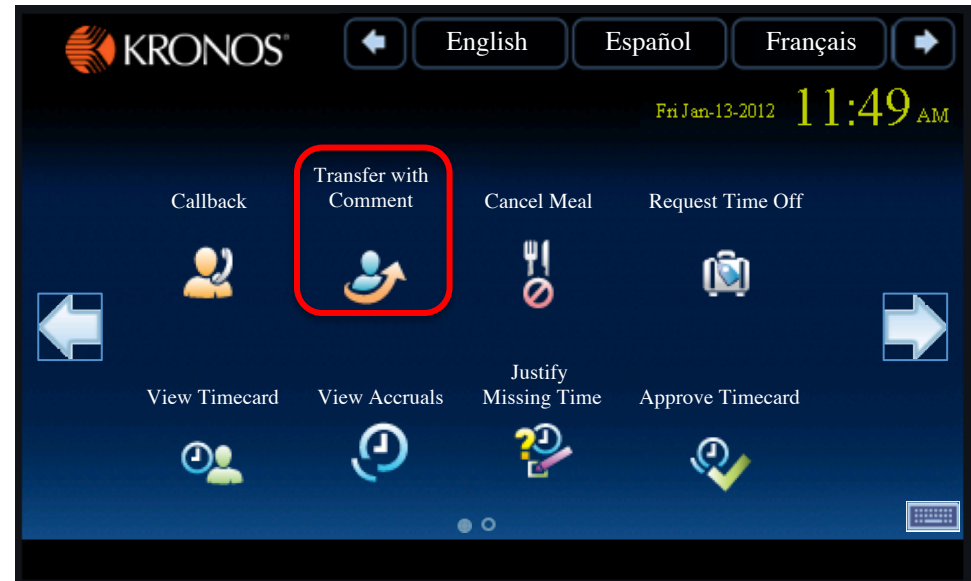 KRONOS®
English Español Français
Fri Jan-13-2012 11:49 AM
Transfer with
Callback Comment Cancel Meal Request Time Off
Justify
View Timecard View Accruals Missing Time Approve Timecard